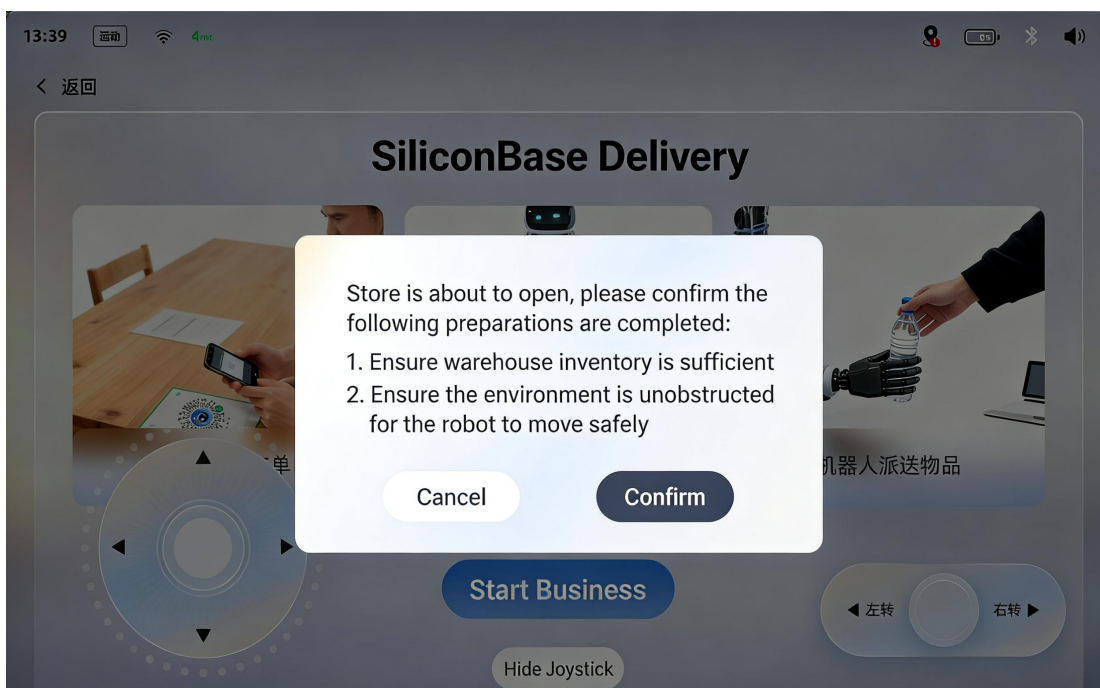 13:39
运动
0%
返回
SiliconBase Delivery
Store is about to open, please confirm the
following preparations are completed:
1. Ensure warehouse inventory is sufficient
2. Ensure the environment is unobstructed
for the robot to move safely
单
机器人派送物品
Cancel
Confirm
Start Business
左转
右转
Hide Joystick